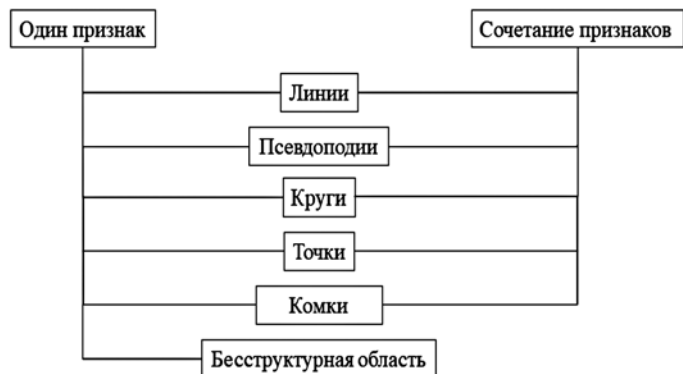 Один признак
Сочетание признаков
Линии
Псевдоподии
Круги
Точки
Комки
Бесструктурная область